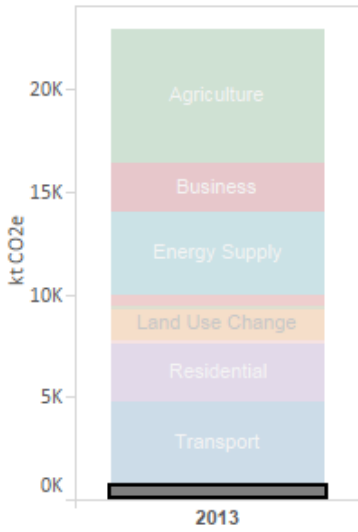 20K
Agriculture
15K
Business
kt CO2e
Energy Supply
10K
Land Use Change
Residential
5K
Transport
0K
2013